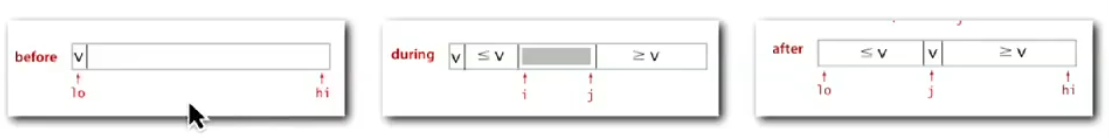 before v
lo hi
during v ≤ v ≥ v
i j
after ≤ v v ≥ v
lo j hi